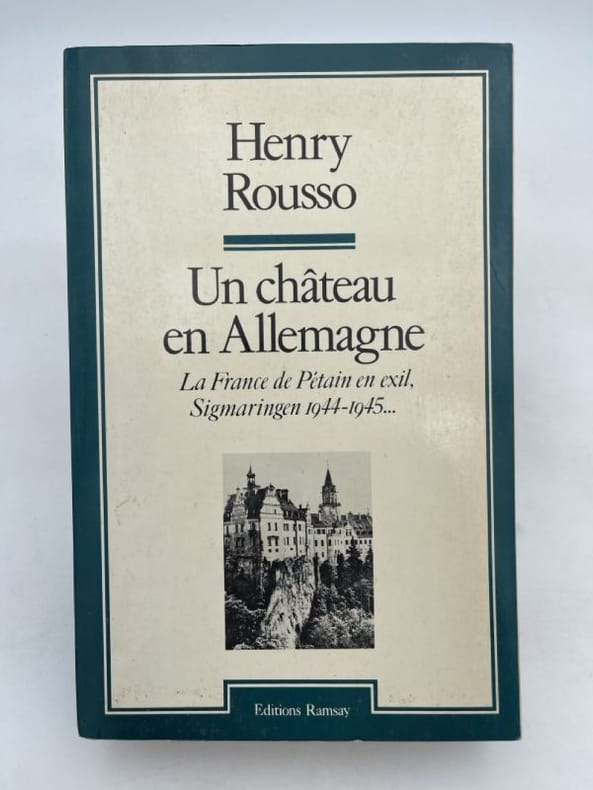 Henry
Rousso
Un château
en Allemagne
La France de Pétain en exil,
Sigmaringen 1944-1945...
Editions Ramsay